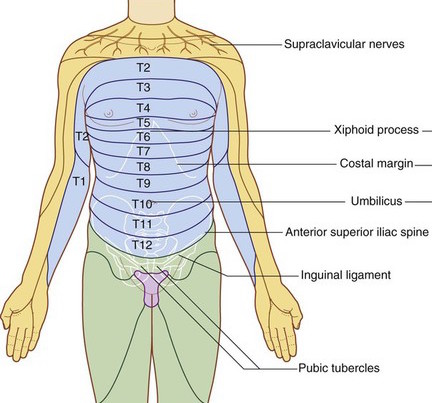 Supraclavicular nerves
T2
T3
T4
T5
Xiphoid process
T6
T2
T7
Costal margin
T8
T1
T9
Umbilicus
T10
T11
Anterior superior iliac spine
T12
Inguinal ligament
Pubic tubercles